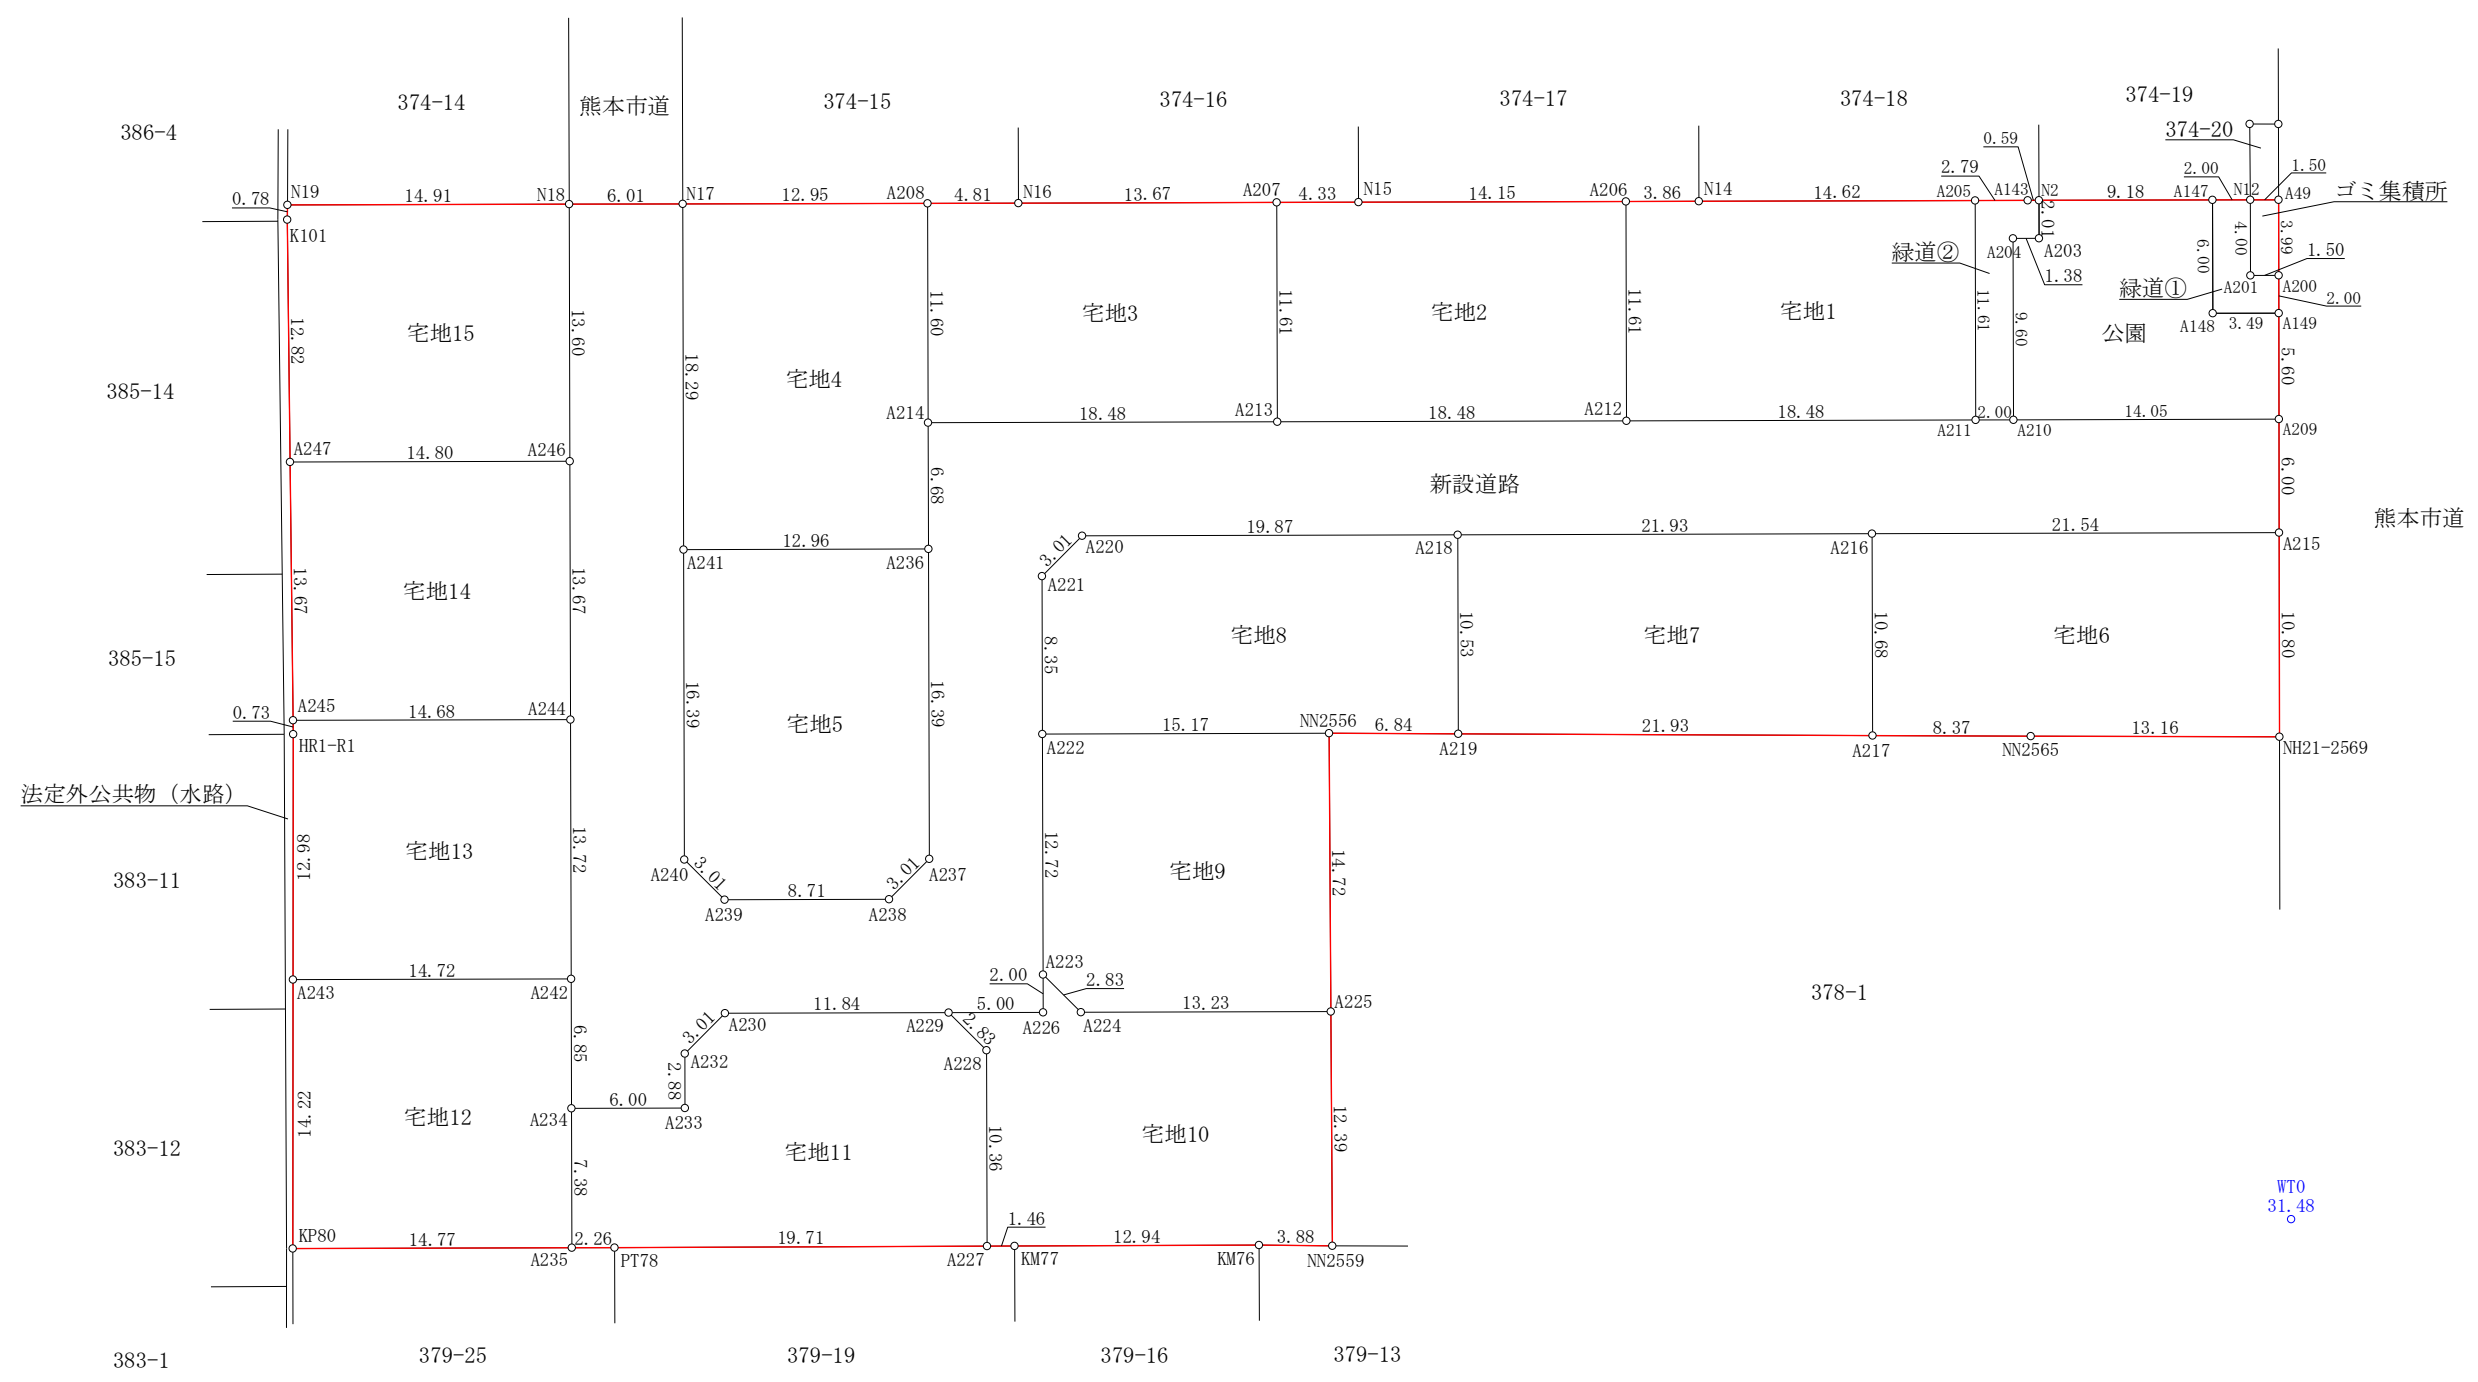 374-14
熊本市道
374-15
374-16
374-17
374-18
374-19
386-4
374-20
0.59
2.79
2.00
1.50
ゴミ集積所
0.78
N19
14.91
N18
6.01
N17
12.95
A208
4.81
N16
13.67
A207
4.33
N15
14.15
A206
3.86
N14
14.62
A205
A143
N2
9.18
A147
N12
A49
K101
2.01
4.00
3.99
緑道②
A204
A203
1.38
6.00
1.50
緑道①
A201
A200
2.00
12.82
宅地15
13.60
18.29
宅地4
11.60
宅地3
11.61
宅地2
11.61
宅地1
11.61
9.60
公園
A148
3.49
A149
5.60
385-14
A214
18.48
A213
18.48
A212
18.48
A211
2.00
A210
14.05
A209
A247
14.80
A246
6.68
新設道路
6.00
熊本市道
A241
12.96
A236
3.01
A220
19.87
A218
21.93
A216
21.54
A215
A221
13.67
宅地14
13.67
385-15
16.39
宅地5
16.39
8.35
宅地8
10.53
宅地7
10.68
宅地6
10.80
0.73
A245
14.68
A244
HR1-R1
A222
15.17
NN2556
6.84
A219
21.93
A217
8.37
NN2565
13.16
NH21-2569
法定外公共物（水路）
12.98
宅地13
13.72
383-11
A240
3.01
A239
8.71
A238
3.01
A237
12.72
宅地9
14.72
A243
14.72
A242
A223
2.00
2.83
378-1
11.84
A230
A229
5.00
A226
A224
13.23
A225
3.01
A232
2.83
A228
6.85
2.88
14.22
宅地12
A234
6.00
A233
383-12
宅地11
10.36
宅地10
12.39
7.38
WTO
31.48
KP80
14.77
A235
2.26
PT78
19.71
A227
1.46
KM77
12.94
KM76
3.88
NN2559
383-1
379-25
379-19
379-16
379-13